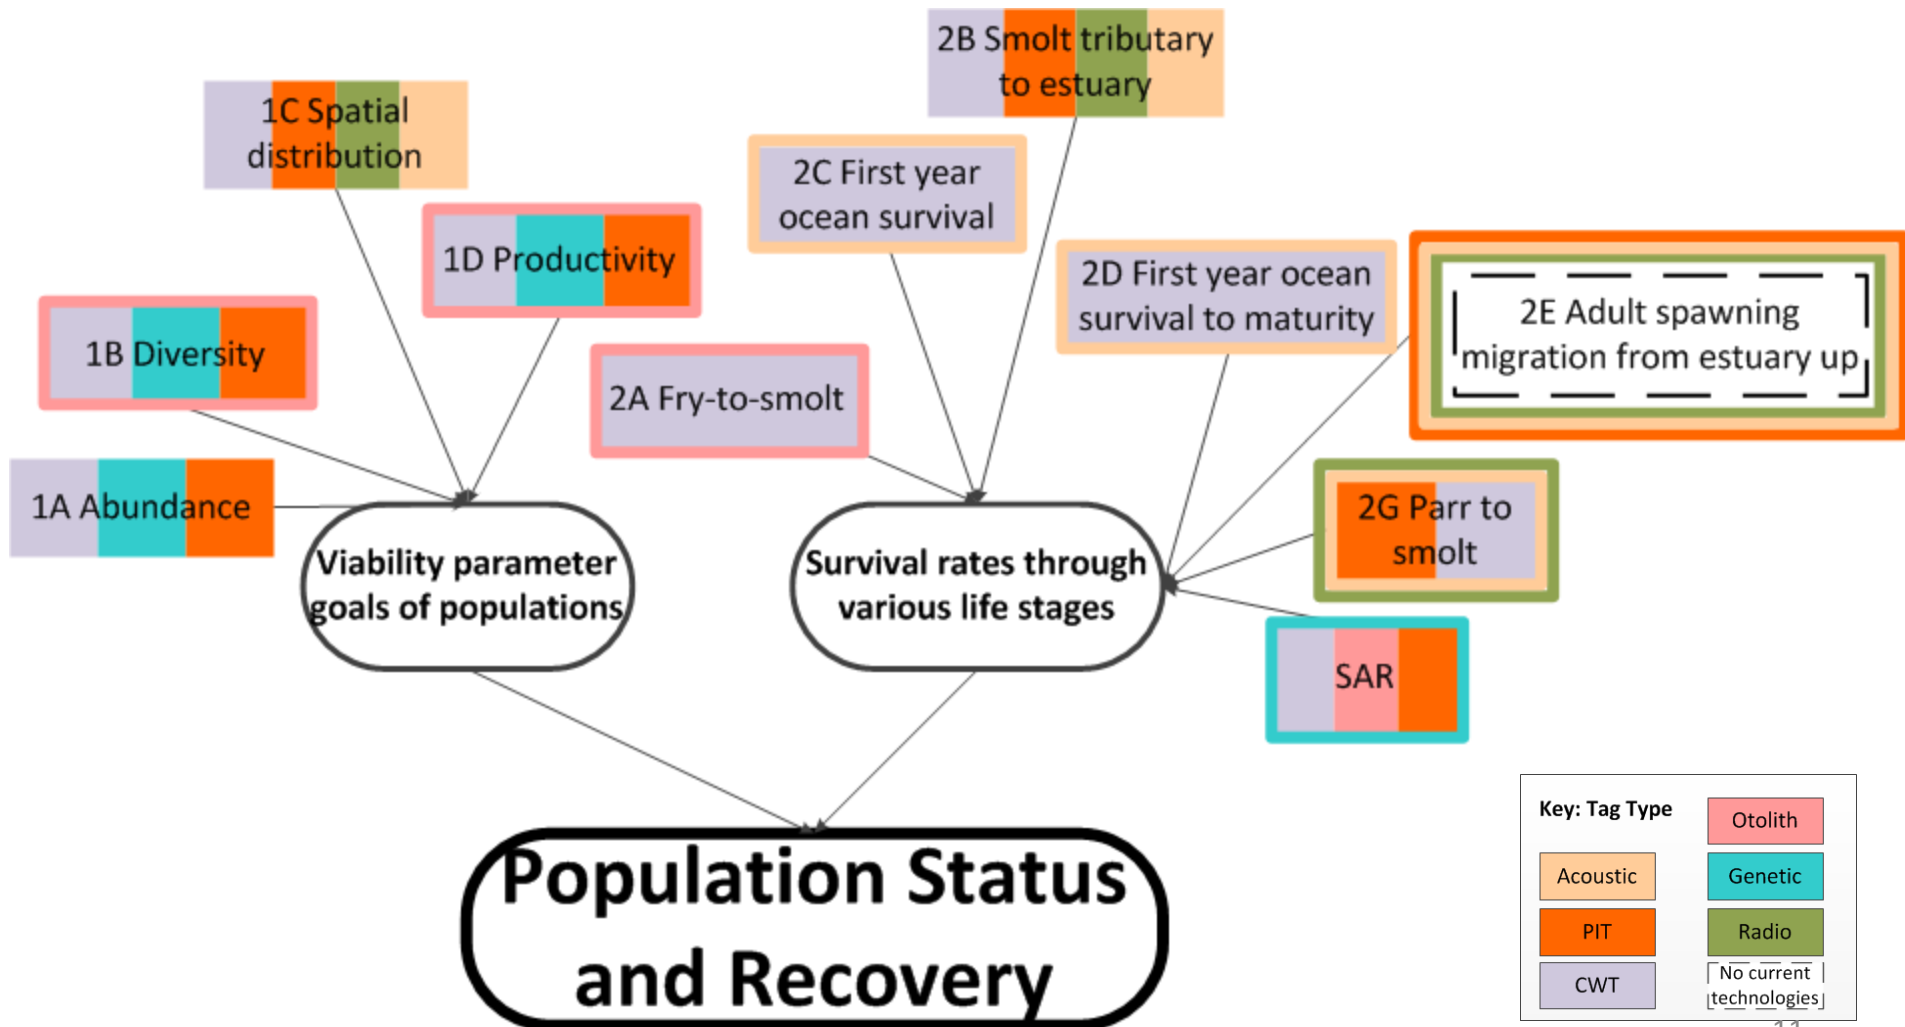 2B Smolt tributary
to estuary
1C Spatial
distribution
2C First year
ocean survival
1D Productivity
2D First year ocean
survival to maturity
2E Adult spawning
migration from estuary up
1B Diversity
2A Fry-to-smolt
1A Abundance
2G Parr to
smolt
Viability parameter
goals of populations
Survival rates through
various life stages
SAR
Population Status
and Recovery
Key: Tag Type
Otolith
Acoustic
Genetic
PIT
Radio
CWT
No current
technologies
11